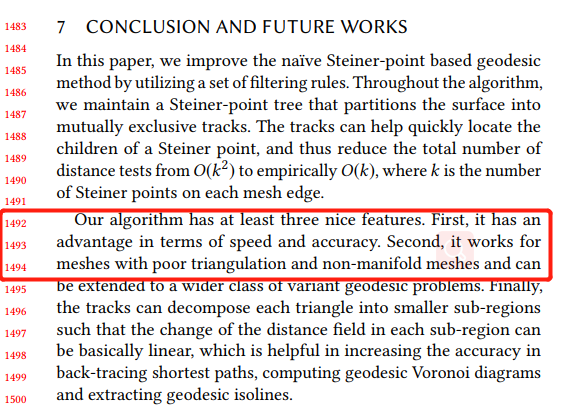 1483 7 CONCLUSION AND FUTURE WORKS
1484
1485 In this paper, we improve the naïve Steiner-point based geodesic
1486 method by utilizing a set of filtering rules. Throughout the algorithm,
1487 we maintain a Steiner-point tree that partitions the surface into
1488 mutually exclusive tracks. The tracks can help quickly locate the
1489 children of a Steiner point, and thus reduce the total number of
1490 distance tests from O(k²) to empirically O(k), where k is the number
1491 of Steiner points on each mesh edge.
1492 Our algorithm has at least three nice features. First, it has an
1493 advantage in terms of speed and accuracy. Second, it works for
1494 meshes with poor triangulation and non-manifold meshes and can
1495 be extended to a wider class of variant geodesic problems. Finally,
1496 the tracks can decompose each triangle into smaller sub-regions
1497 such that the change of the distance field in each sub-region can
1498 be basically linear, which is helpful in increasing the accuracy in
1499 back-tracing shortest paths, computing geodesic Voronoi diagrams
1500 and extracting geodesic isolines.